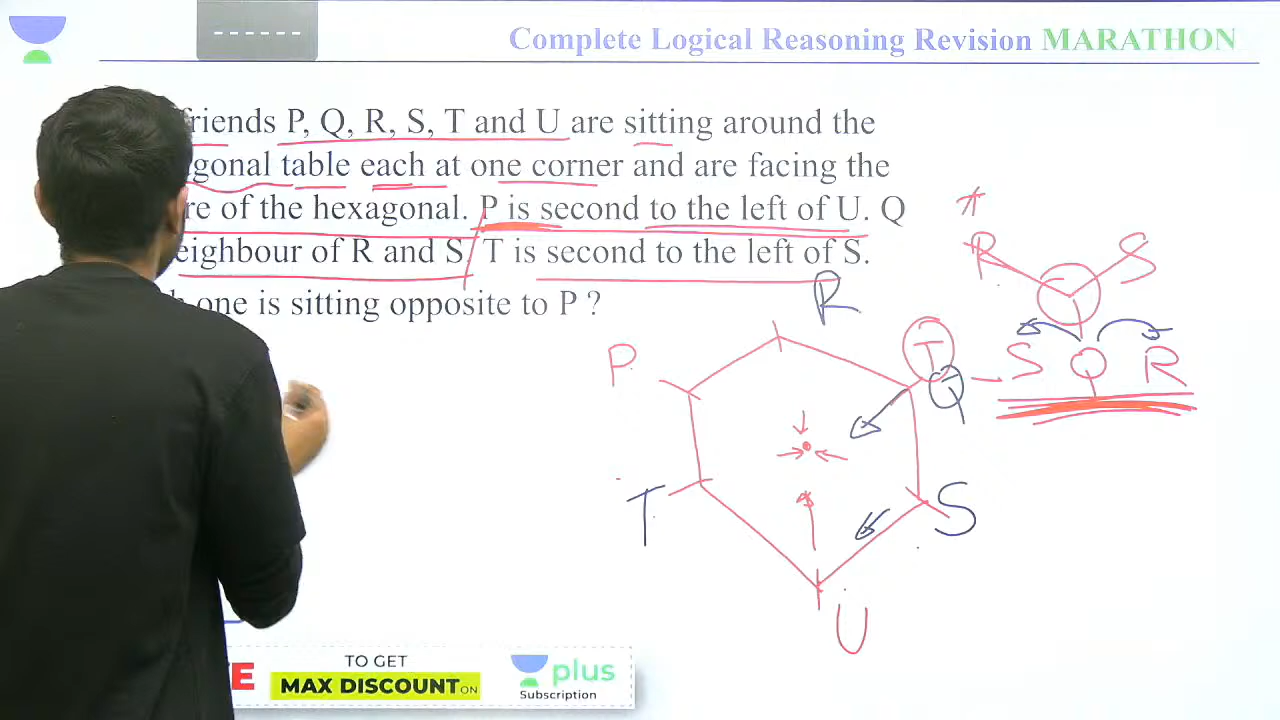 Complete Logical Reasoning Revision MARATHON
friends P, Q, R, S, T and U are sitting around the
gonal table each at one corner and are facing the
re of the hexagonal. P is second to the left of U. Q
eighbour of R and S. T is second to the left of S.
one is sitting opposite to P ?
R
S
S Q R
R
P
T
Q
T
S
U
E
TO GET
MAX DISCOUNT ON
plus
Subscription